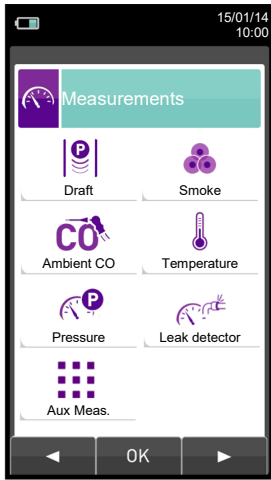 15/01/14
10:00
Measurements
P
Draft
Smoke
CO
Ambient CO
Temperature
P
Pressure
Leak detector
Aux Meas.
OK